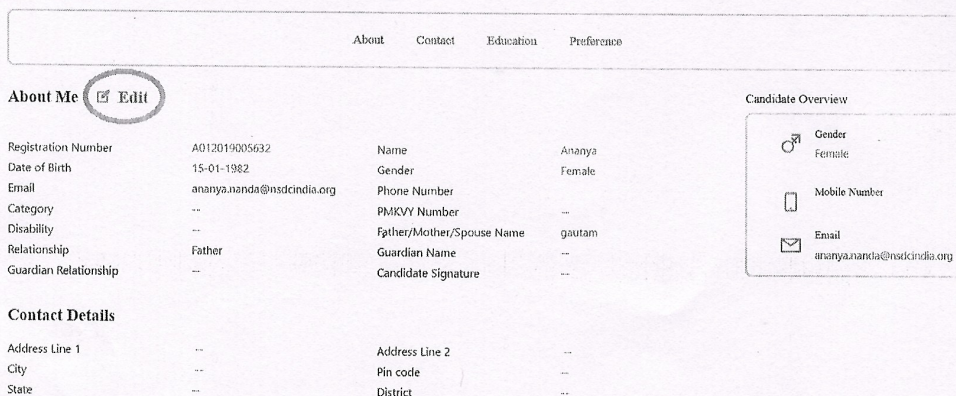 About Contact Education Preference
About Me Edit
Registration Number A012019005632 Name Ananya
Date of Birth 15-01-1982 Gender Female
Email ananya.nanda@nsdcindia.org Phone Number
Category -- PMKVY Number --
Disability -- Father/Mother/Spouse Name gautam
Relationship Father Guardian Name --
Guardian Relationship -- Candidate Signature --
Candidate Overview
Gender
Female
Mobile Number
Email
ananya.nanda@nsdcindia.org
Contact Details
Address Line 1 -- Address Line 2 --
City -- Pin code --
State -- District